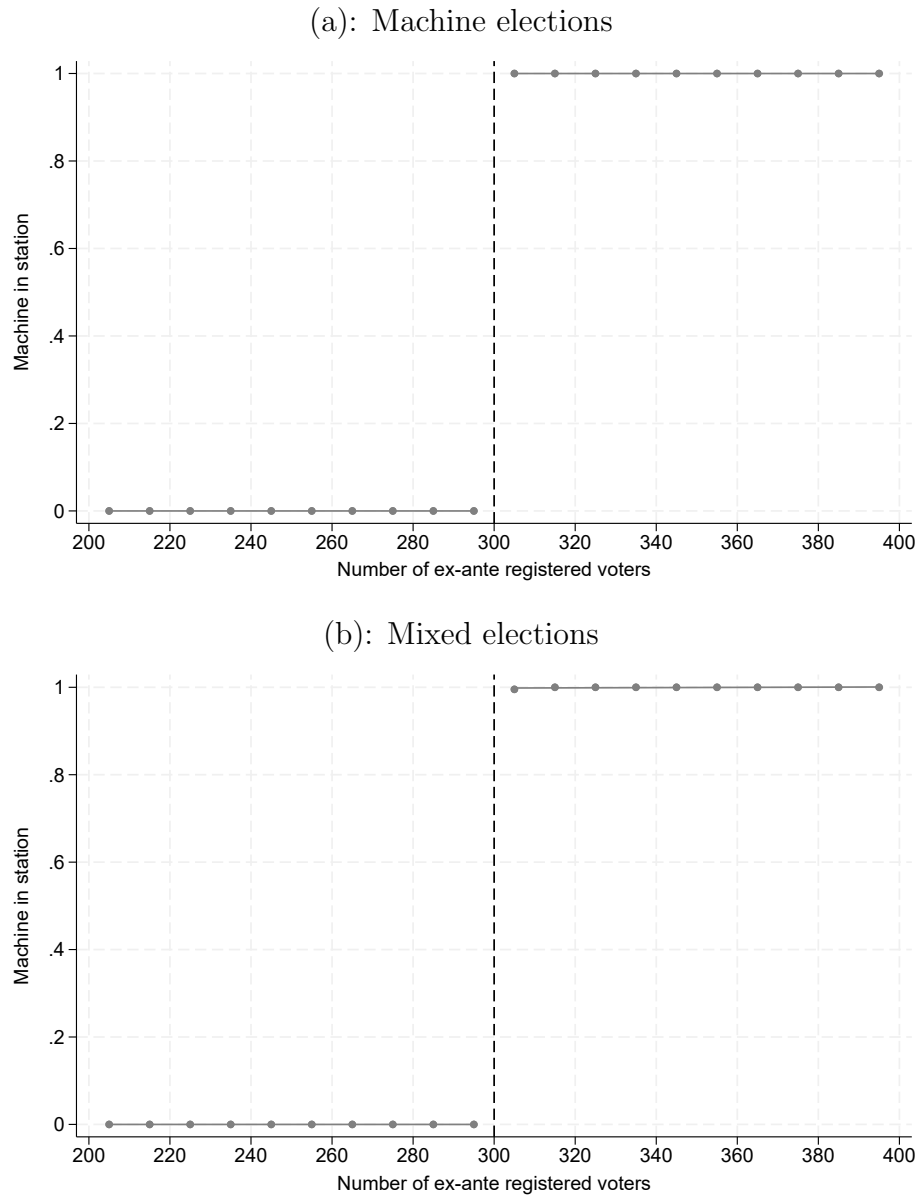 (a): Machine elections
1
.8
.6
.4
.2
0
Machine in station
200 220 240 260 280 300 320 340 360 380 400
Number of ex-ante registered voters
(b): Mixed elections
1
.8
.6
.4
.2
0
Machine in station
200 220 240 260 280 300 320 340 360 380 400
Number of ex-ante registered voters